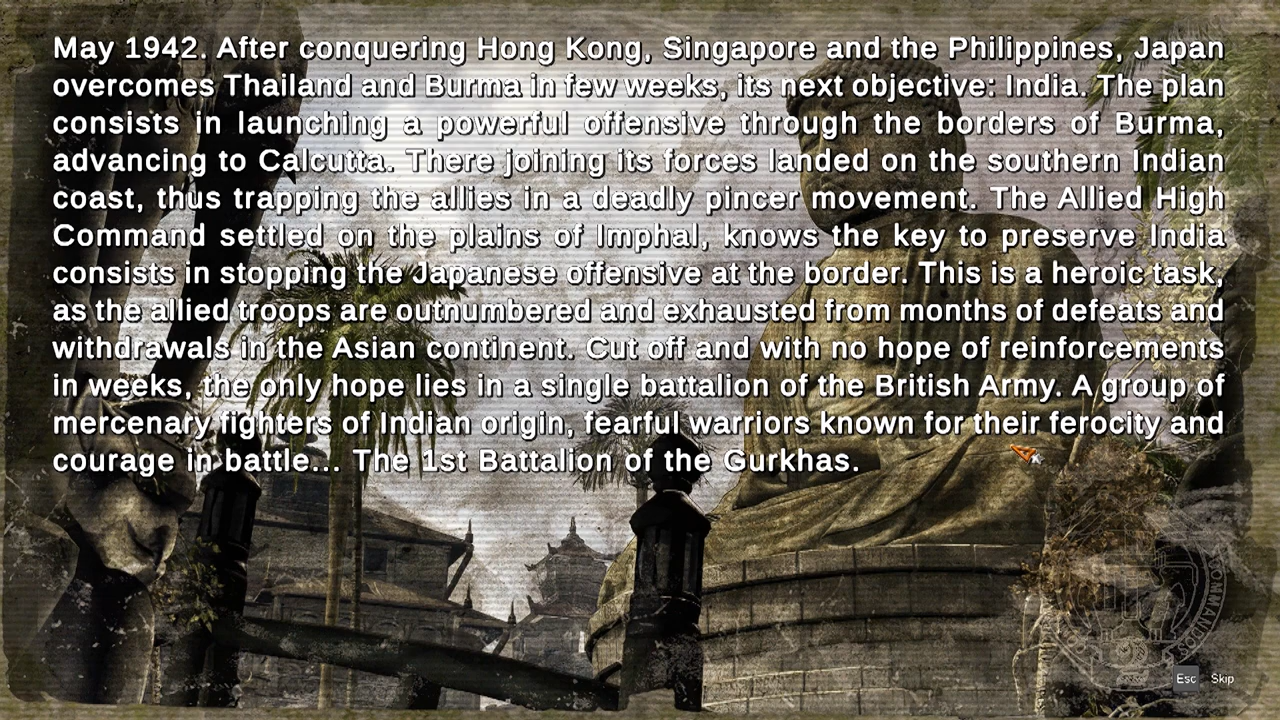 May 1942. After conquering Hong Kong, Singapore and the Philippines, Japan
overcomes Thailand and Burma in few weeks, its next objective: India. The plan
consists in launching a powerful offensive through the borders of Burma,
advancing to Calcutta. There joining its forces landed on the southern Indian
coast, thus trapping the allies in a deadly pincer movement. The Allied High
Command settled on the plains of Imphal, knows the key to preserve India
consists in stopping the Japanese offensive at the border. This is a heroic task,
as the allied troops are outnumbered and exhausted from months of defeats and
withdrawals in the Asian continent. Cut off and with no hope of reinforcements
in weeks, the only hope lies in a single battalion of the British Army. A group of
mercenary fighters of Indian origin, fearful warriors known for their ferocity and
courage in battle... The 1st Battalion of the Gurkhas.
COMMANDOS
Esc Skip